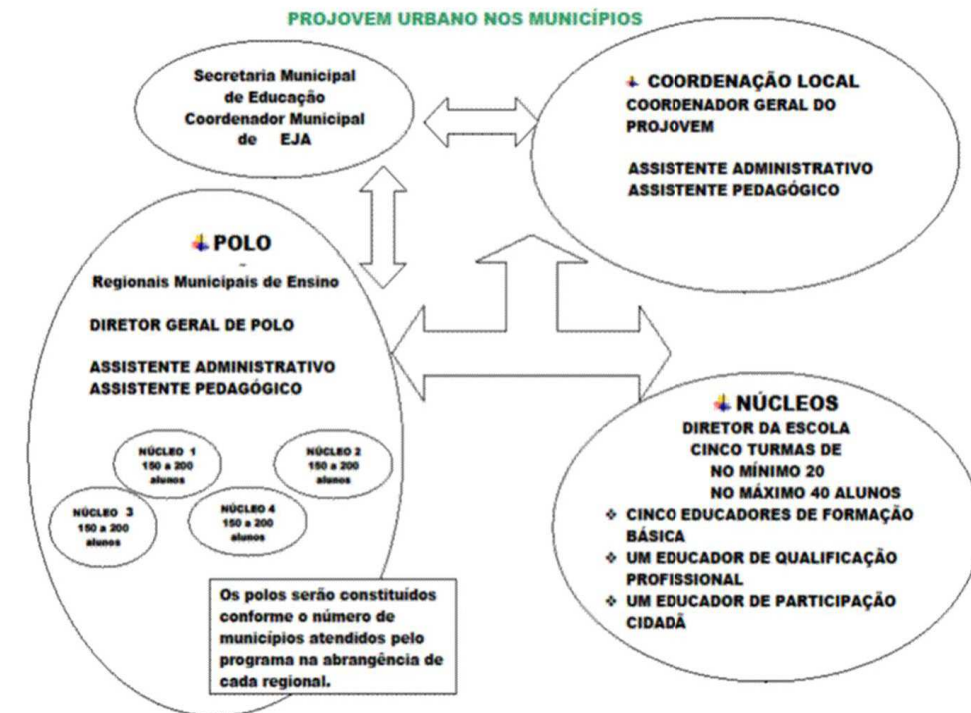 PROJOVEM URBANO NOS MUNICÍPIOS
Secretaria Municipal
de Educação
Coordenador Municipal
de EJA
COORDENAÇÃO LOCAL
COORDENADOR GERAL DO
PROJOVEM
ASSISTENTE ADMINISTRATIVO
ASSISTENTE PEDAGÓGICO
POLO
Regionais Municipais de Ensino
DIRETOR GERAL DE POLO
ASSISTENTE ADMINISTRATIVO
ASSISTENTE PEDAGÓGICO
NÚCLEO 1
150 a 200
alunos
NÚCLEO 2
150 a 200
alunos
NÚCLEO 3
150 a 200
alunos
NÚCLEO 4
150 a 200
alunos
Os polos serão constituídos
conforme o número de
municípios atendidos pelo
programa na abrangência de
cada regional.
NÚCLEOS
DIRETOR DA ESCOLA
CINCO TURMAS DE
NO MÍNIMO 20
NO MÁXIMO 40 ALUNOS
❖ CINCO EDUCADORES DE FORMAÇÃO
BÁSICA
❖ UM EDUCADOR DE QUALIFICAÇÃO
PROFISSIONAL
❖ UM EDUCADOR DE PARTICIPAÇÃO
CIDADÃ